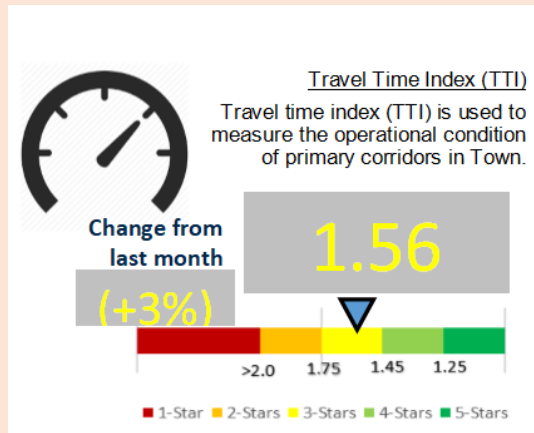 Travel Time Index (TTI)
Travel time index (TTI) is used to
measure the operational condition
of primary corridors in Town.
Change from
last month
1.56
(+3%)
>2.0 1.75 1.45 1.25
1-Star 2-Stars 3-Stars 4-Stars 5-Stars